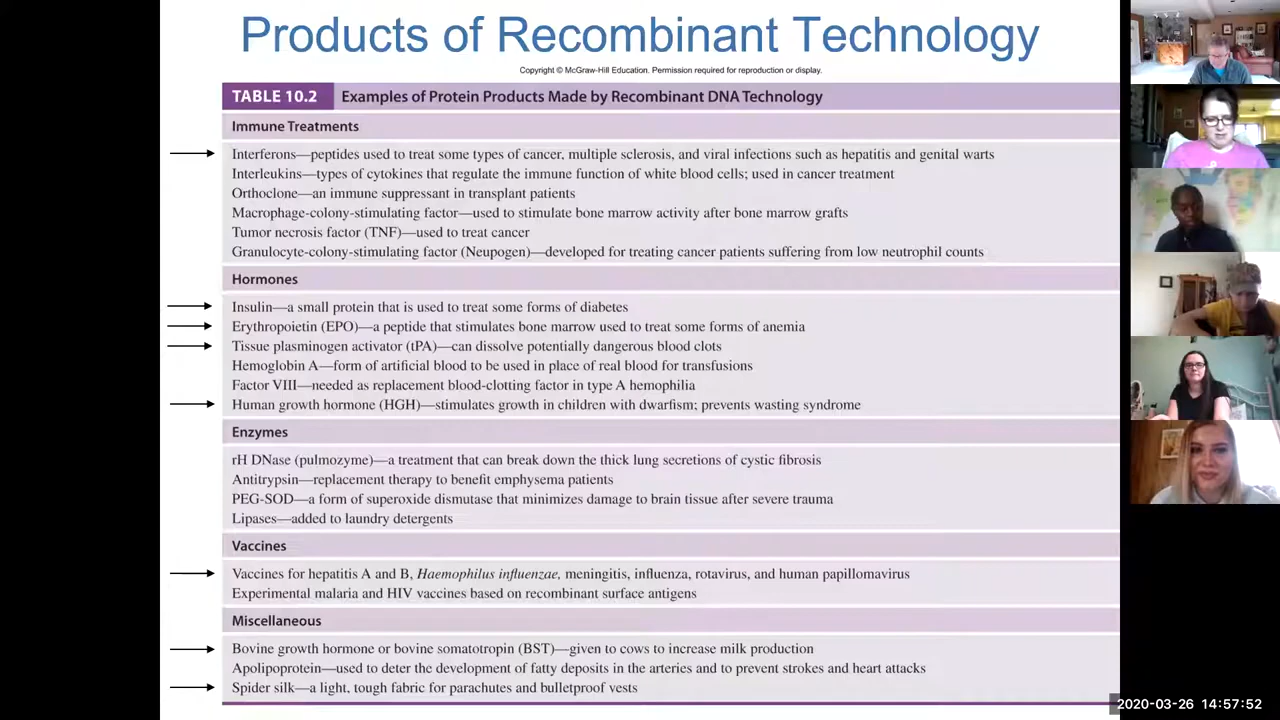 Products of Recombinant Technology
Copyright © McGraw-Hill Education. Permission required for reproduction or display.
TABLE 10.2 Examples of Protein Products Made by Recombinant DNA Technology
Immune Treatments
Interferons—peptides used to treat some types of cancer, multiple sclerosis, and viral infections such as hepatitis and genital warts
Interleukins—types of cytokines that regulate the immune function of white blood cells; used in cancer treatment
Orthoclone—an immune suppressant in transplant patients
Macrophage-colony-stimulating factor—used to stimulate bone marrow activity after bone marrow grafts
Tumor necrosis factor (TNF)—used to treat cancer
Granulocyte-colony-stimulating factor (Neupogen)—developed for treating cancer patients suffering from low neutrophil counts
Hormones
Insulin—a small protein that is used to treat some forms of diabetes
Erythropoietin (EPO)—a peptide that stimulates bone marrow used to treat some forms of anemia
Tissue plasminogen activator (tPA)—can dissolve potentially dangerous blood clots
Hemoglobin A—form of artificial blood to be used in place of real blood for transfusions
Factor VIII—needed as replacement blood-clotting factor in type A hemophilia
Human growth hormone (HGH)—stimulates growth in children with dwarfism; prevents wasting syndrome
Enzymes
rH DNase (pulmozyme)—a treatment that can break down the thick lung secretions of cystic fibrosis
Antitrypsin—replacement therapy to benefit emphysema patients
PEG-SOD—a form of superoxide dismutase that minimizes damage to brain tissue after severe trauma
Lipases—added to laundry detergents
Vaccines
Vaccines for hepatitis A and B, Haemophilus influenzae, meningitis, influenza, rotavirus, and human papillomavirus
Experimental malaria and HIV vaccines based on recombinant surface antigens
Miscellaneous
Bovine growth hormone or bovine somatotropin (BST)—given to cows to increase milk production
Apolipoprotein—used to deter the development of fatty deposits in the arteries and to prevent strokes and heart attacks
Spider silk—a light, tough fabric for parachutes and bulletproof vests
2020-03-26 14:57:52